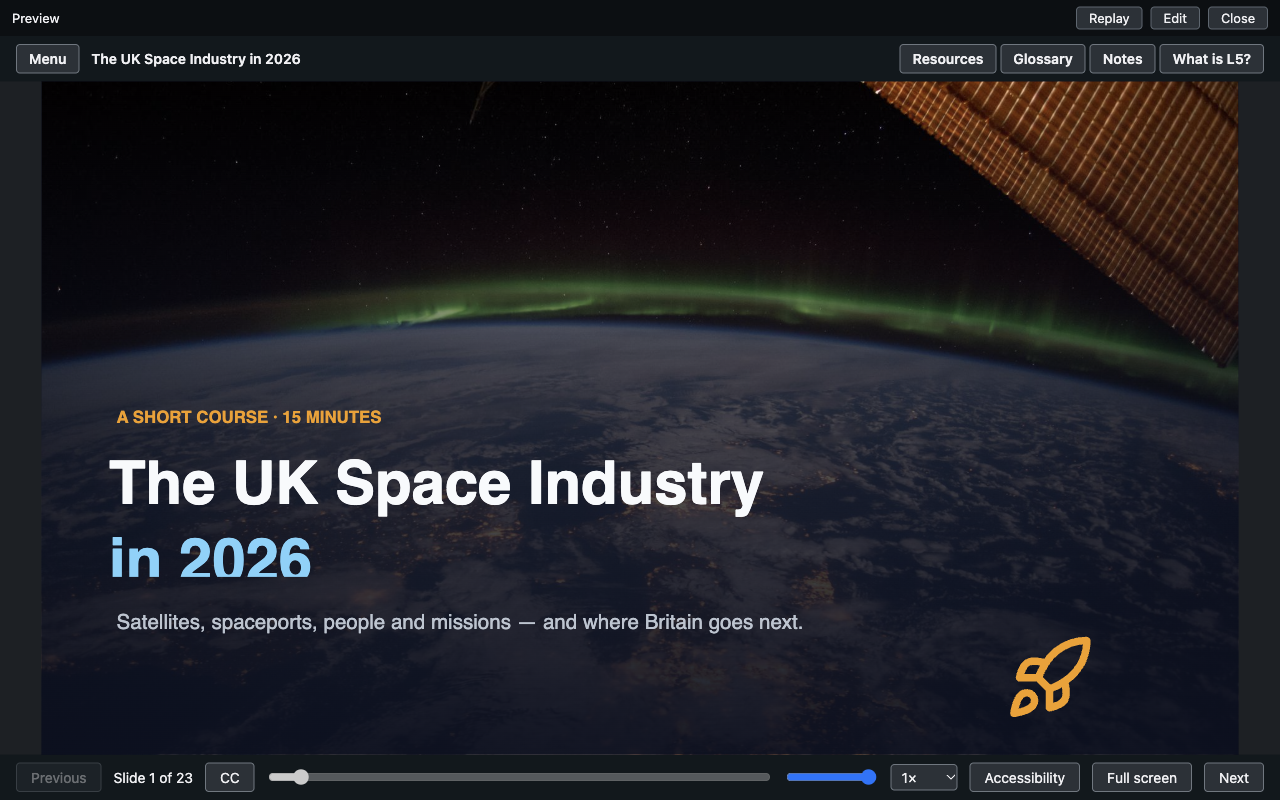 Preview
Replay
Edit
Close
Menu
The UK Space Industry in 2026
Resources
Glossary
Notes
What is L5?
A SHORT COURSE · 15 MINUTES
The UK Space Industry
in 2026
Satellites, spaceports, people and missions — and where Britain goes next.
Previous
Slide 1 of 23
CC
1×
Accessibility
Full screen
Next